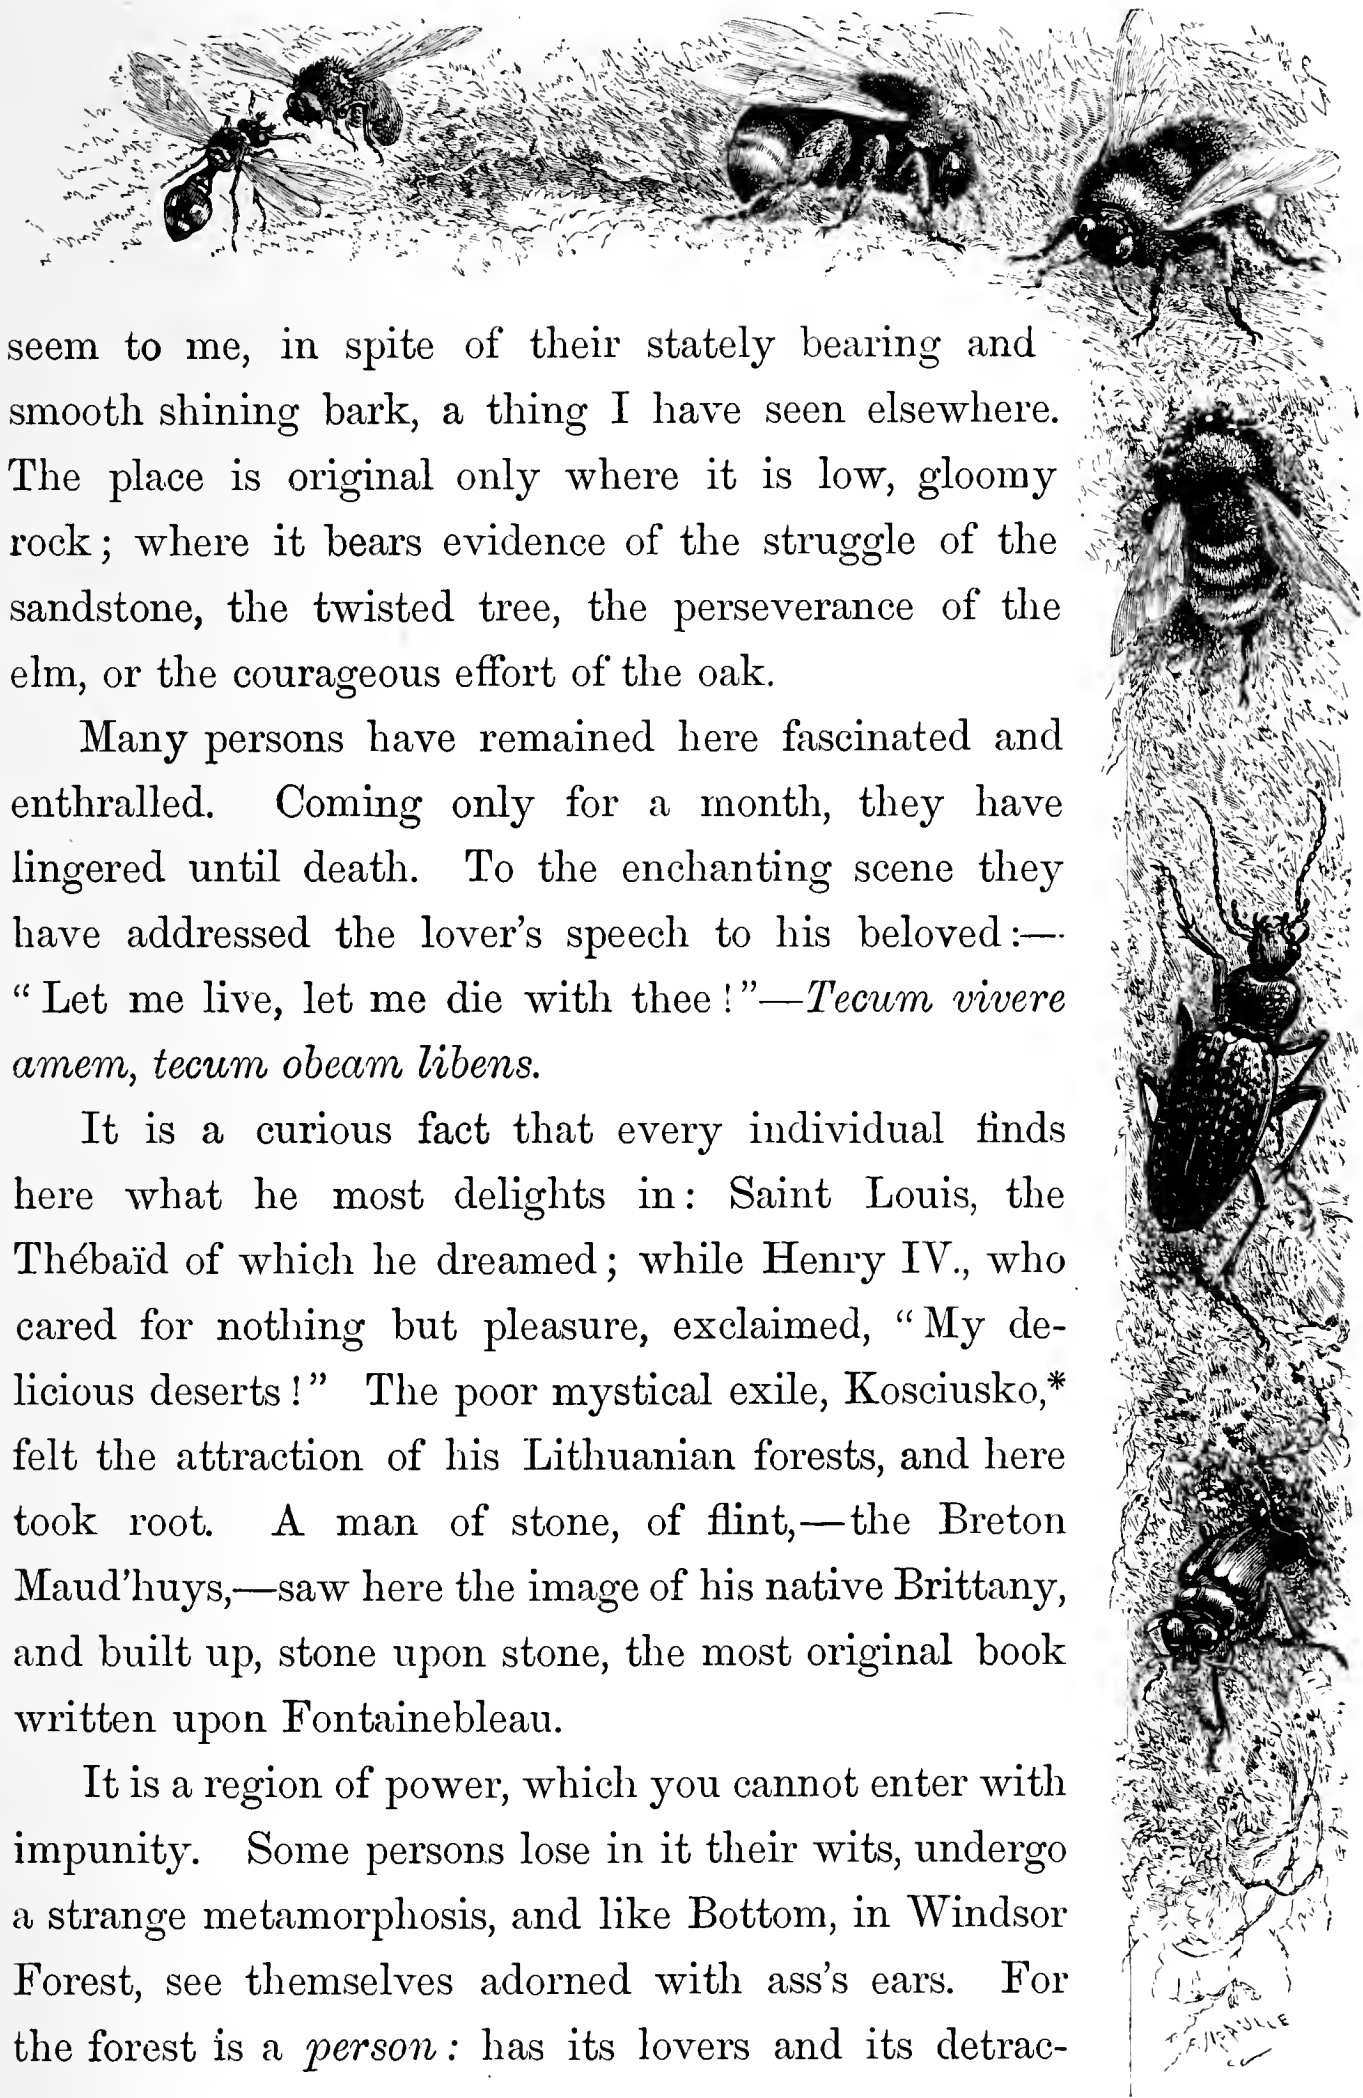 seem to me, in spite of their stately bearing and
smooth shining bark, a thing I have seen elsewhere.
The place is original only where it is low, gloomy
rock; where it bears evidence of the struggle of the
sandstone, the twisted tree, the perseverance of the
elm, or the courageous effort of the oak.
Many persons have remained here fascinated and
enthralled. Coming only for a month, they have
lingered until death. To the enchanting scene they
have addressed the lover's speech to his beloved:—
"Let me live, let me die with thee!"—Tecum vivere
amem, tecum obeam libens.
It is a curious fact that every individual finds
here what he most delights in: Saint Louis, the
Thébaïd of which he dreamed; while Henry IV., who
cared for nothing but pleasure, exclaimed, "My de-
licious deserts!" The poor mystical exile, Kosciusko,*
felt the attraction of his Lithuanian forests, and here
took root. A man of stone, of flint,—the Breton
Maud'huys,—saw here the image of his native Brittany,
and built up, stone upon stone, the most original book
written upon Fontainebleau.
It is a region of power, which you cannot enter with
impunity. Some persons lose in it their wits, undergo
a strange metamorphosis, and like Bottom, in Windsor
Forest, see themselves adorned with ass's ears. For
the forest is a person: has its lovers and its detrac-